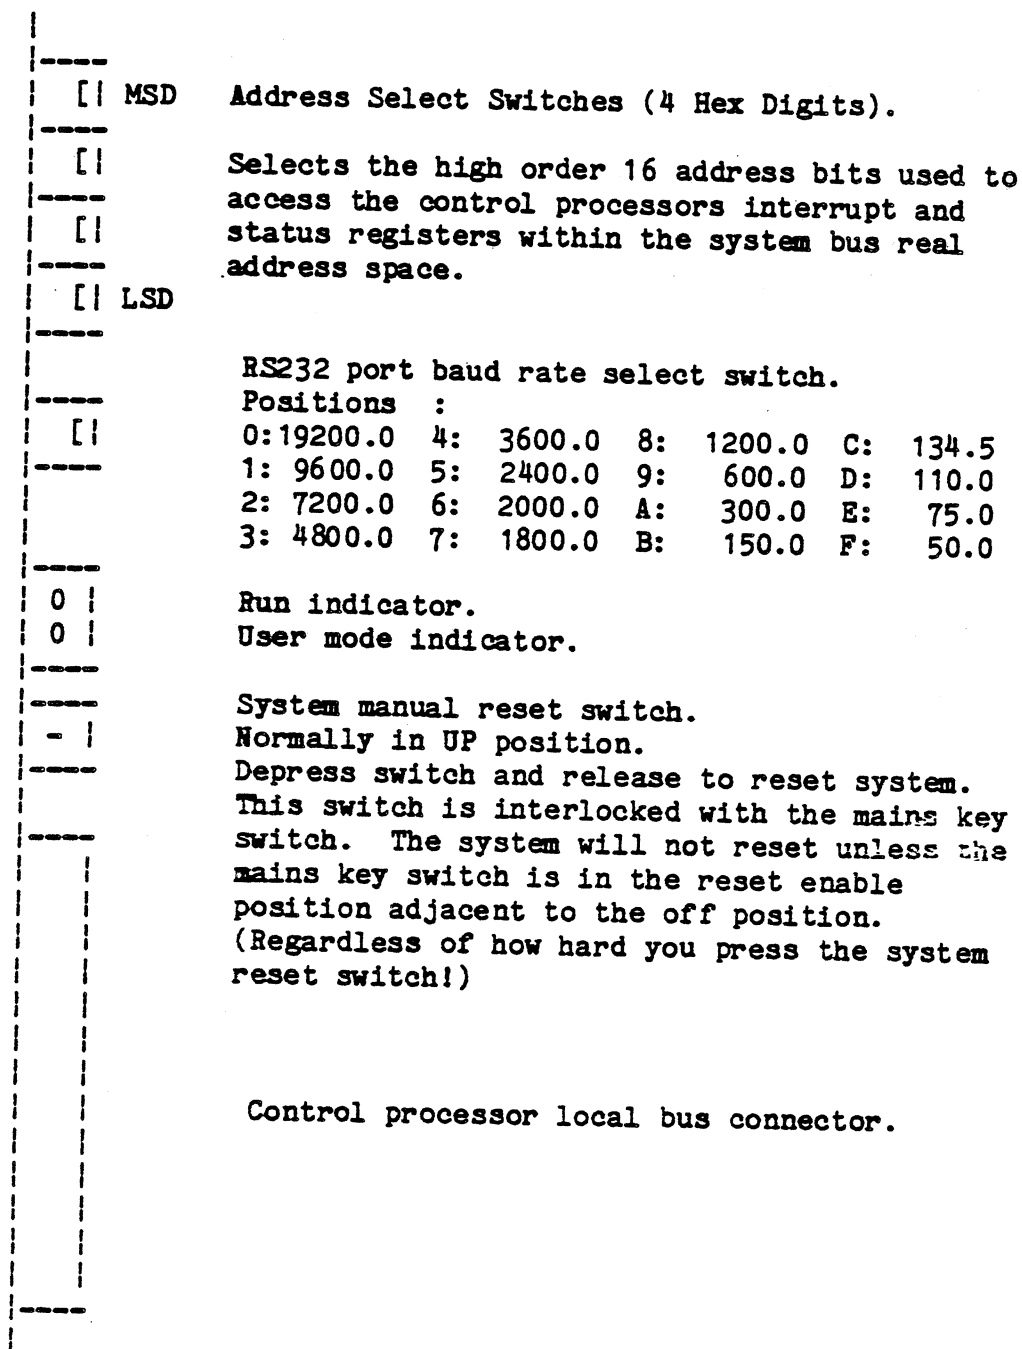 [| MSD Address Select Switches (4 Hex Digits).
[| Selects the high order 16 address bits used to
access the control processors interrupt and
[| status registers within the system bus real
address space.
[| LSD
RS232 port baud rate select switch.
Positions :
[| 0:19200.0 4: 3600.0 8: 1200.0 C: 134.5
1: 9600.0 5: 2400.0 9: 600.0 D: 110.0
2: 7200.0 6: 2000.0 A: 300.0 E: 75.0
3: 4800.0 7: 1800.0 B: 150.0 F: 50.0
0 | Run indicator.
0 | User mode indicator.
System manual reset switch.
- | Normally in UP position.
Depress switch and release to reset system.
This switch is interlocked with the mains key
switch. The system will not reset unless the
mains key switch is in the reset enable
position adjacent to the off position.
(Regardless of how hard you press the system
reset switch!)
Control processor local bus connector.